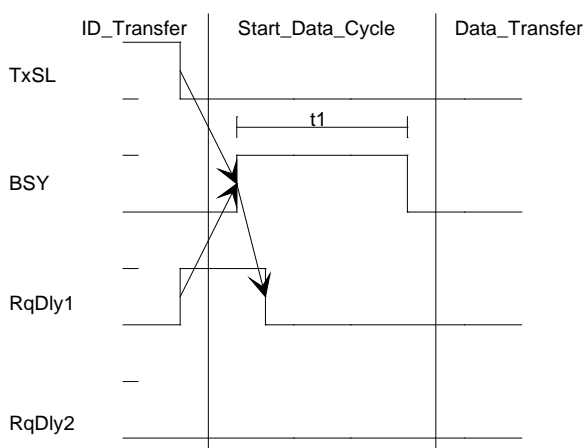 ID_Transfer Start_Data_Cycle Data_Transfer
TxSL
t1
BSY
RqDly1
RqDly2